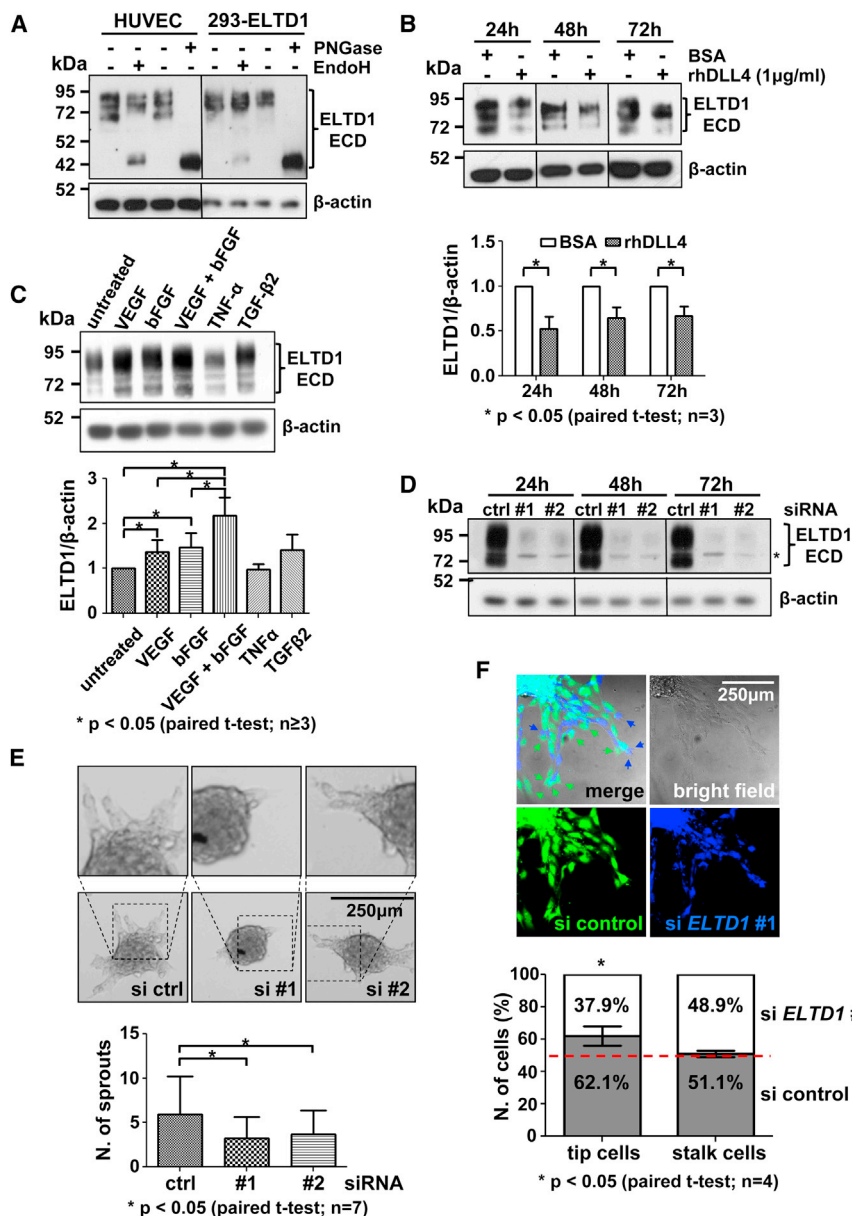 A
HUVEC 293-ELTD1
- - - + - - - + PNGase
- + - - - + - - EndoH
kDa
95
72
52
42
ELTD1
ECD
52
β-actin
B
24h 48h 72h
+ - + - + - BSA
- + - + - + rhDLL4 (1μg/ml)
kDa
95
72
ELTD1
ECD
52
β-actin
BSA rhDLL4
ELTD1/β-actin
1.5
1.0
0.5
0.0
* * *
24h 48h 72h
* p < 0.05 (paired t-test; n=3)
C
untreated VEGF bFGF VEGF + bFGF TNF-α TGF-β2
kDa
95
72
ELTD1
ECD
52
β-actin
ELTD1/β-actin
3
2
1
0
*
*
*
*
*
untreated VEGF bFGF VEGF + bFGF TNFα TGFβ2
* p < 0.05 (paired t-test; n≥3)
D
24h 48h 72h
kDa ctrl #1 #2 ctrl #1 #2 ctrl #1 #2 siRNA
95
72
ELTD1
*
ECD
52
β-actin
E
250μm
si ctrl si #1 si #2
N. of sprouts
15
10
5
0
*
*
ctrl #1 #2 siRNA
* p < 0.05 (paired t-test; n=7)
F
250μm
merge bright field
si control si ELTD1 #1
N. of cells (%)
100
80
60
40
20
0
*
37.9% 48.9% si ELTD1
62.1% 51.1% si control
tip cells stalk cells
* p < 0.05 (paired t-test; n=4)